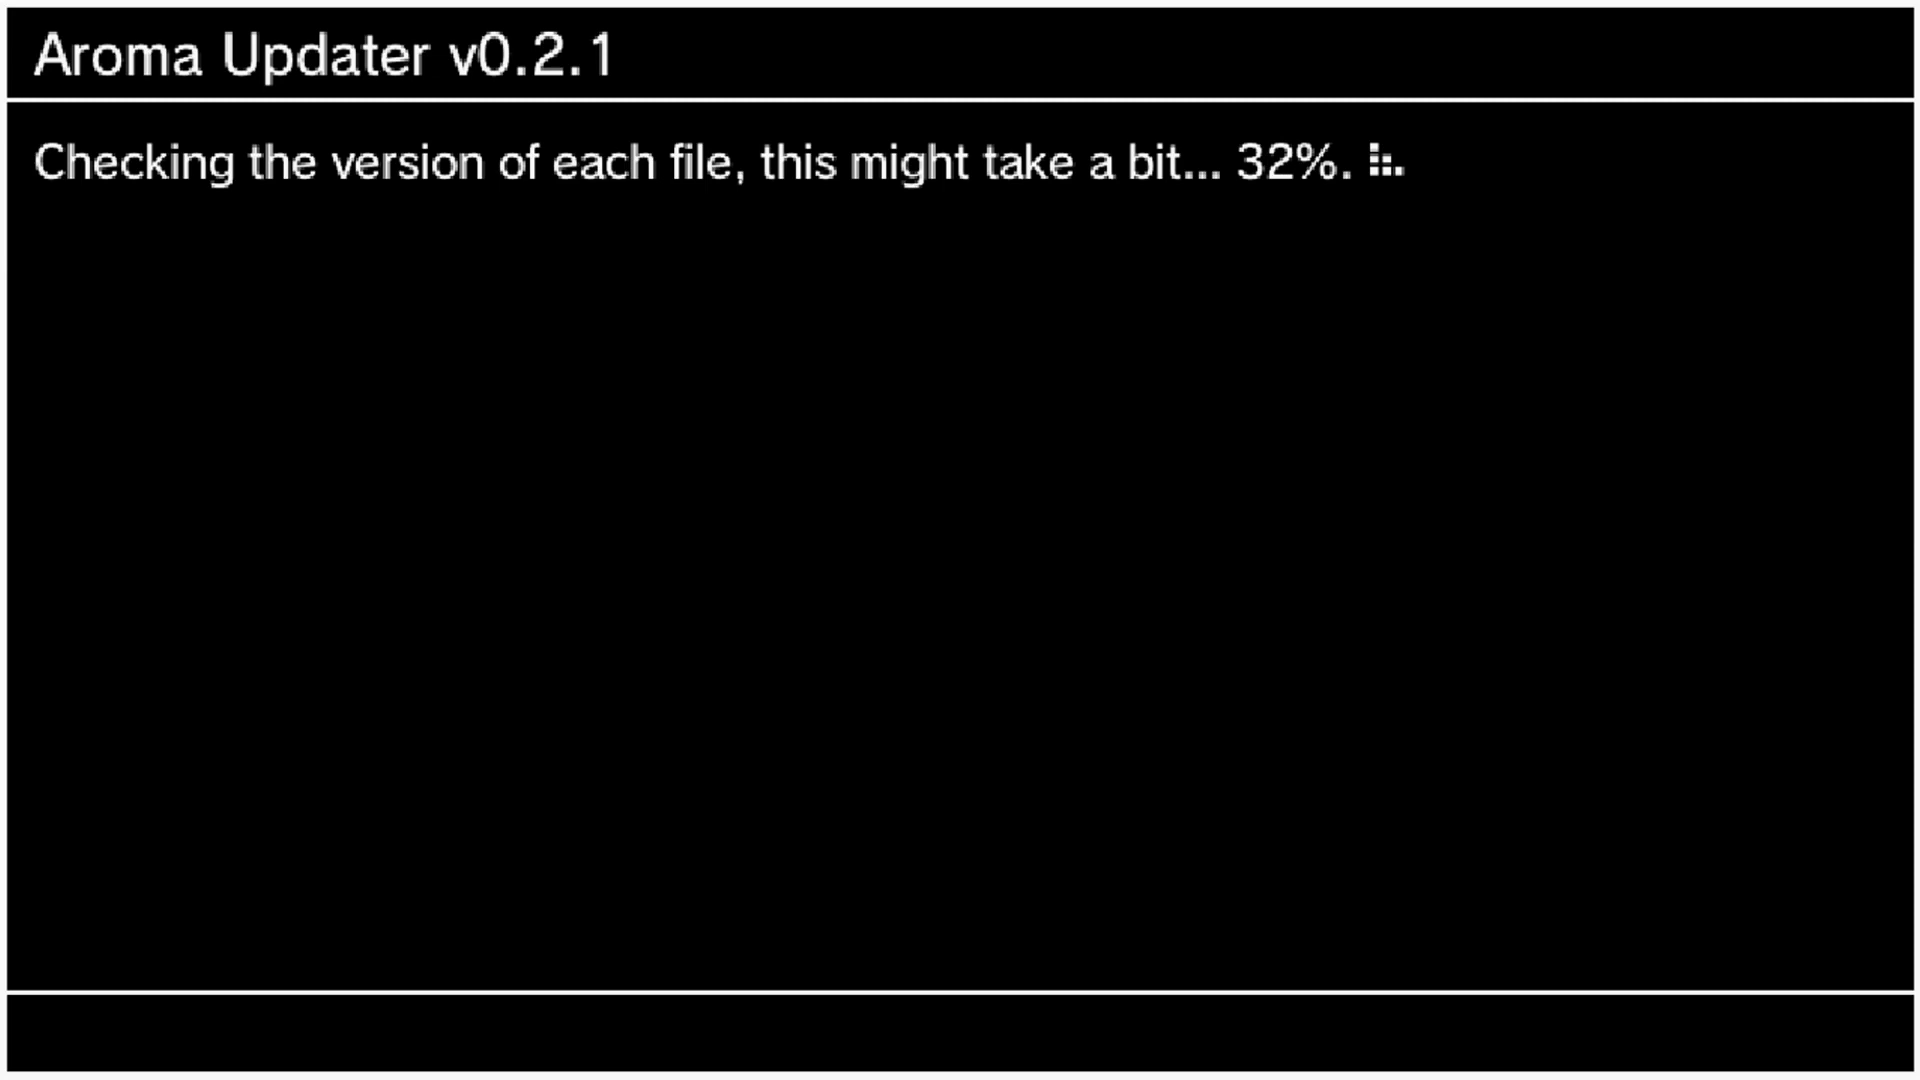 Aroma Updater v0.2.1
Checking the version of each file, this might take a bit... 32%.